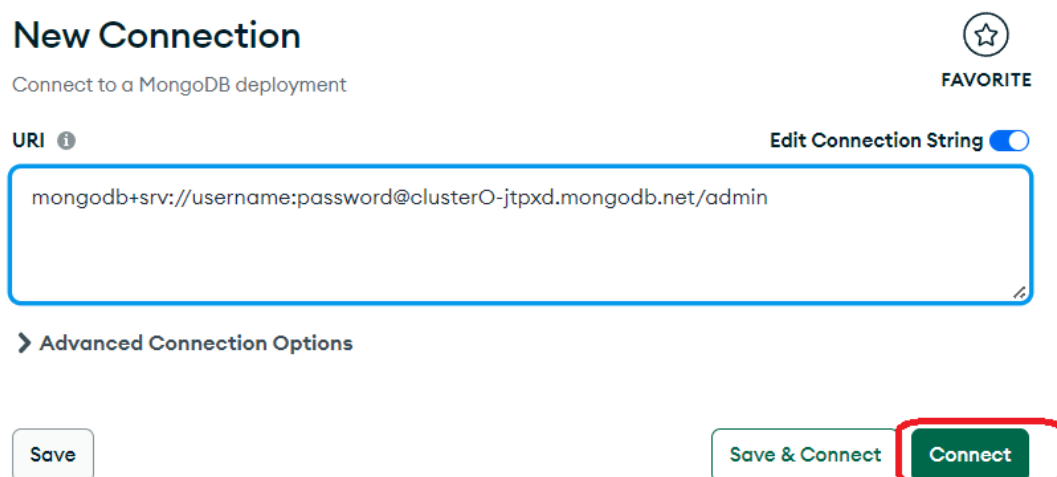 New Connection
FAVORITE
Connect to a MongoDB deployment
URI
Edit Connection String
mongodb+srv://username:password@clusterO-jtpxd.mongodb.net/admin
Advanced Connection Options
Save
Save & Connect
Connect